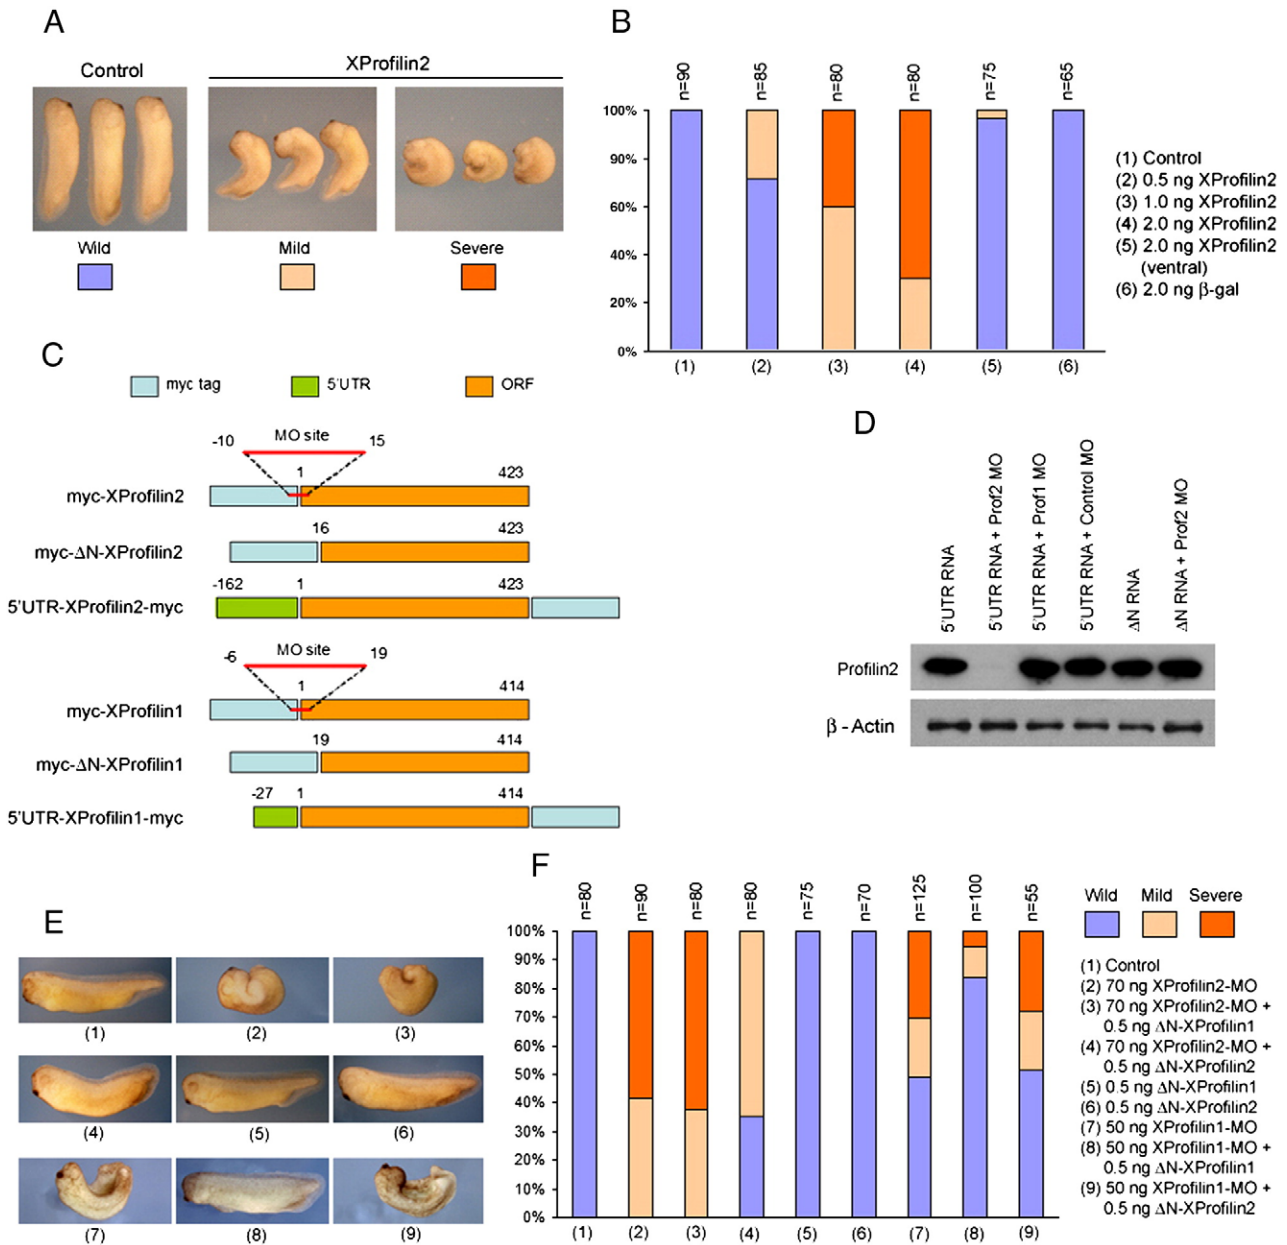 A
Control
XProfilin2
Wild
Mild
Severe
B
n=90
n=85
n=80
n=80
n=75
n=65
100%
80%
60%
40%
20%
0%
(1)
(2)
(3)
(4)
(5)
(6)
(1) Control
(2) 0.5 ng XProfilin2
(3) 1.0 ng XProfilin2
(4) 2.0 ng XProfilin2
(5) 2.0 ng XProfilin2
(ventral)
(6) 2.0 ng β-gal
C
myc tag
5'UTR
ORF
-10
MO site
15
1
423
myc-XProfilin2
16
423
myc-ΔN-XProfilin2
-162
1
423
5'UTR-XProfilin2-myc
-6
MO site
19
1
414
myc-XProfilin1
19
414
myc-ΔN-XProfilin1
-27
1
414
5'UTR-XProfilin1-myc
D
5'UTR RNA
5'UTR RNA + Prof2 MO
5'UTR RNA + Prof1 MO
5'UTR RNA + Control MO
ΔN RNA
ΔN RNA + Prof2 MO
Profilin2
β - Actin
E
(1)
(2)
(3)
(4)
(5)
(6)
(7)
(8)
(9)
F
n=80
n=90
n=80
n=80
n=75
n=70
n=125
n=100
n=55
100%
90%
80%
70%
60%
50%
40%
30%
20%
10%
0%
(1)
(2)
(3)
(4)
(5)
(6)
(7)
(8)
(9)
Wild
Mild
Severe
(1) Control
(2) 70 ng XProfilin2-MO
(3) 70 ng XProfilin2-MO +
0.5 ng ΔN-XProfilin1
(4) 70 ng XProfilin2-MO +
0.5 ng ΔN-XProfilin2
(5) 0.5 ng ΔN-XProfilin1
(6) 0.5 ng ΔN-XProfilin2
(7) 50 ng XProfilin1-MO
(8) 50 ng XProfilin1-MO +
0.5 ng ΔN-XProfilin1
(9) 50 ng XProfilin1-MO +
0.5 ng ΔN-XProfilin2